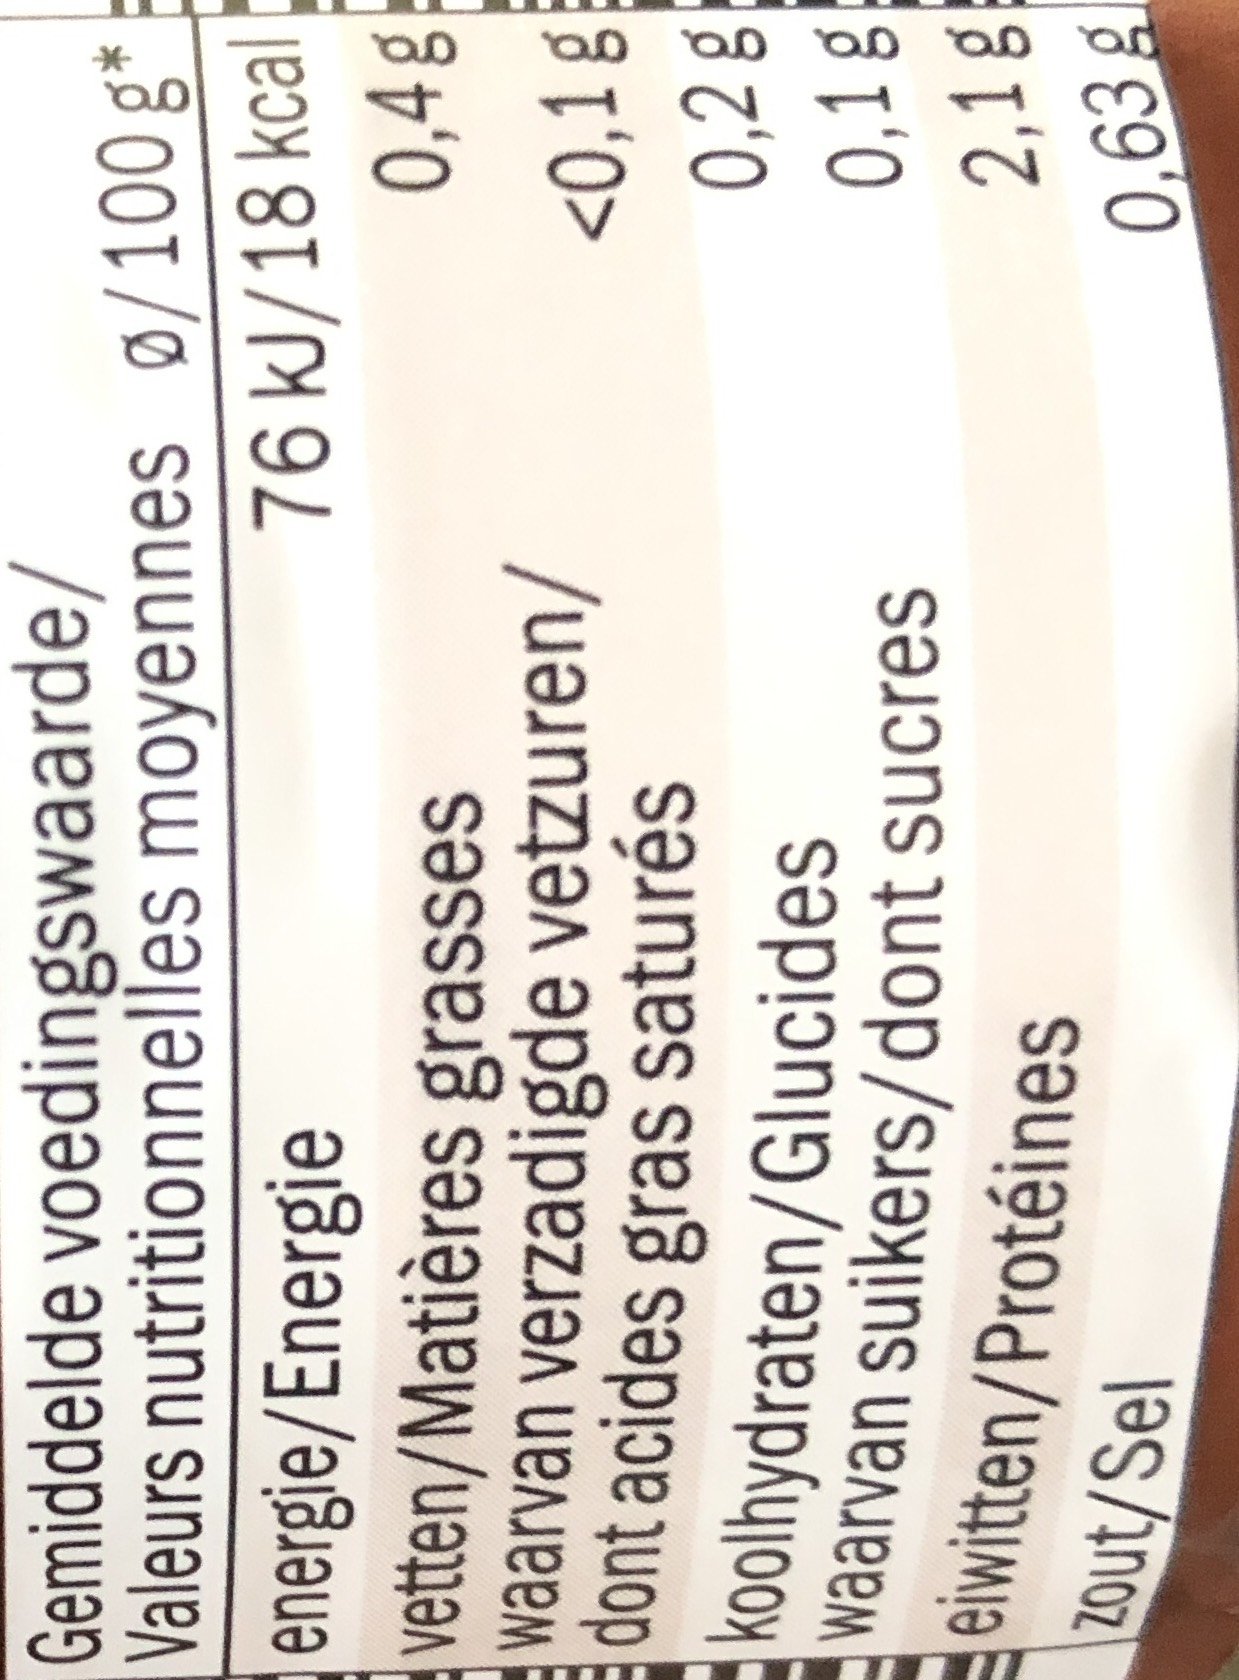 Gemiddelde voedingswaarde/
Valeurs nutritionnelles moyennes ø/100 g*
energie/Energie 76 kJ/18 kcal
vetten/Matières grasses 0,4 g
waarvan verzadigde vetzuren/
dont acides gras saturés <0,1 g
koolhydraten/Glucides 0,2 g
waarvan suikers/dont sucres 0,1 g
eiwitten/Protéines 2,1 g
zout/Sel 0,63 g